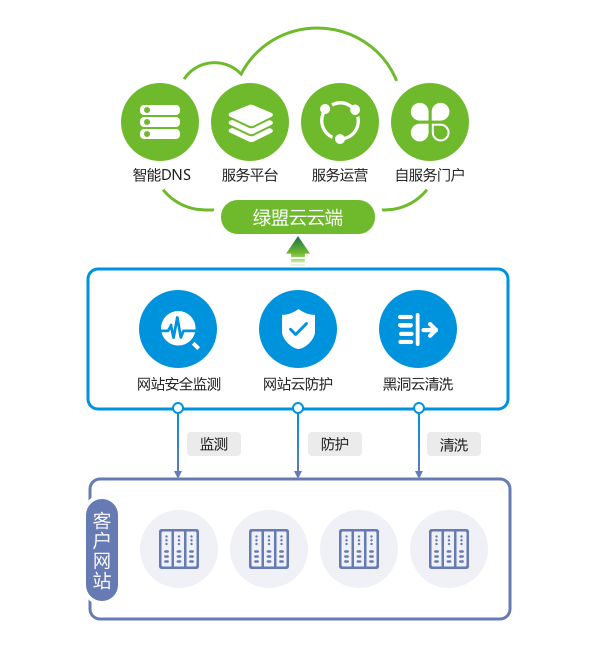 智能DNS
服务平台
服务运营
自服务门户
绿盟云云端
网站安全监测
网站云防护
黑洞云清洗
监测
防护
清洗
客户网站